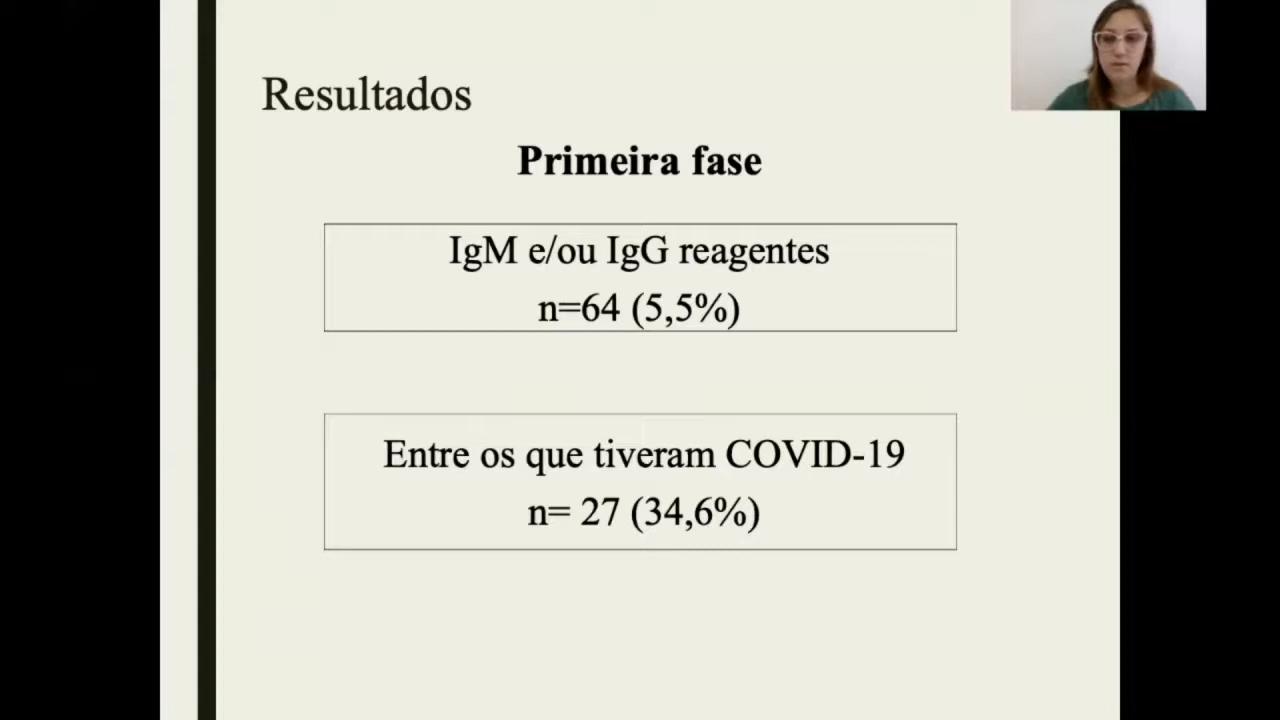 Resultados
Primeira fase
IgM e/ou IgG reagentes
n=64 (5,5%)
Entre os que tiveram COVID-19
n= 27 (34,6%)